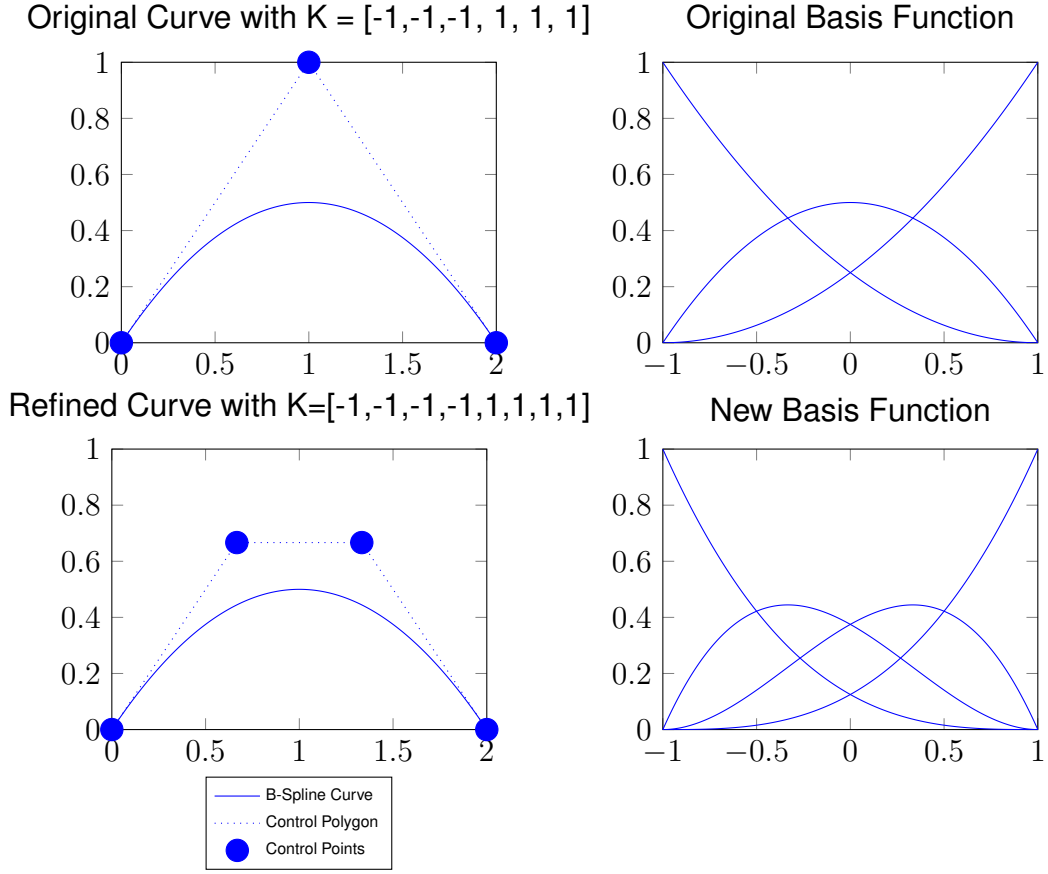 Original Curve with K = [-1,-1,-1, 1, 1, 1]
Original Basis Function
1
0.8
0.6
0.4
0.2
0
0 0.5 1 1.5 2
1
0.8
0.6
0.4
0.2
0
−1 −0.5 0 0.5 1
Refined Curve with K=[-1,-1,-1,-1,1,1,1,1]
New Basis Function
1
0.8
0.6
0.4
0.2
0
0 0.5 1 1.5 2
1
0.8
0.6
0.4
0.2
0
−1 −0.5 0 0.5 1
B-Spline Curve
Control Polygon
Control Points